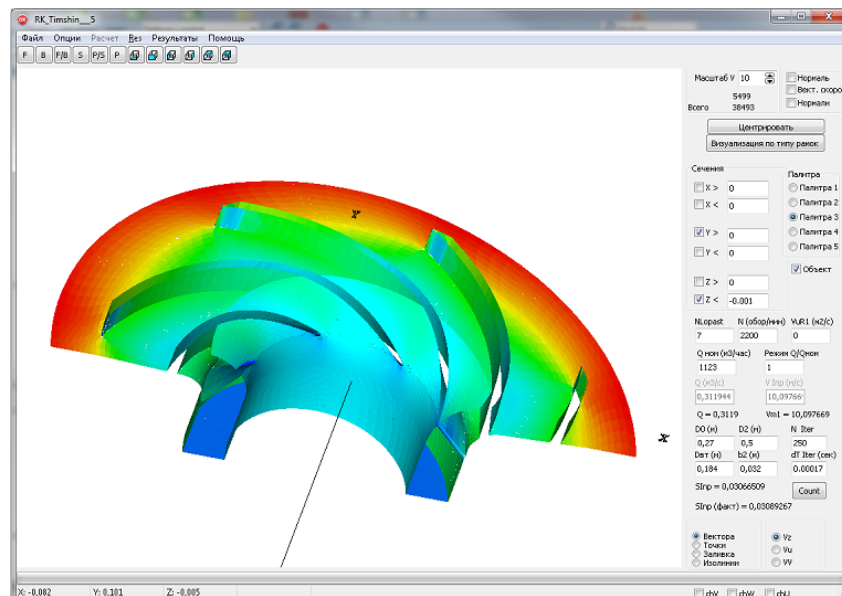 RK_Timshin__5
Файл Опции Расчет Вез Результаты Помощь
F B F/B S P/S P
Масштаб V 10
5499
Всего 38493
Нормаль
Вект. скоро
Нормали
Центрировать
Визуализация по типу рамок
Сечения
X > 0
X < 0
Y > 0
Y < 0
Z > 0
Z < -0.001
Палитра
Палитра 1
Палитра 2
Палитра 3
Палитра 4
Палитра 5
Объект
NLopast N (обор/мин) VuR1 (м2/с)
7 2200 0
Q ном (м3/час) Режим Q/Qном
1123 1
Q (м3/с) V Inp (м/с)
0,311944 10,09766
Q = 0,3119 Vm1 = 10,097669
D0 (м) D2 (м) N Iter
0,27 0,5 250
Dвт (м) b2 (м) dT Iter (сек)
0,184 0,032 0.00017
SInp = 0,03066509
Count
SInp (факт) = 0,03089267
Вектора
Точки
Заливка
Изолинии
Vz
Vu
VV
X: -0.082 Y: 0.101 Z: -0.005